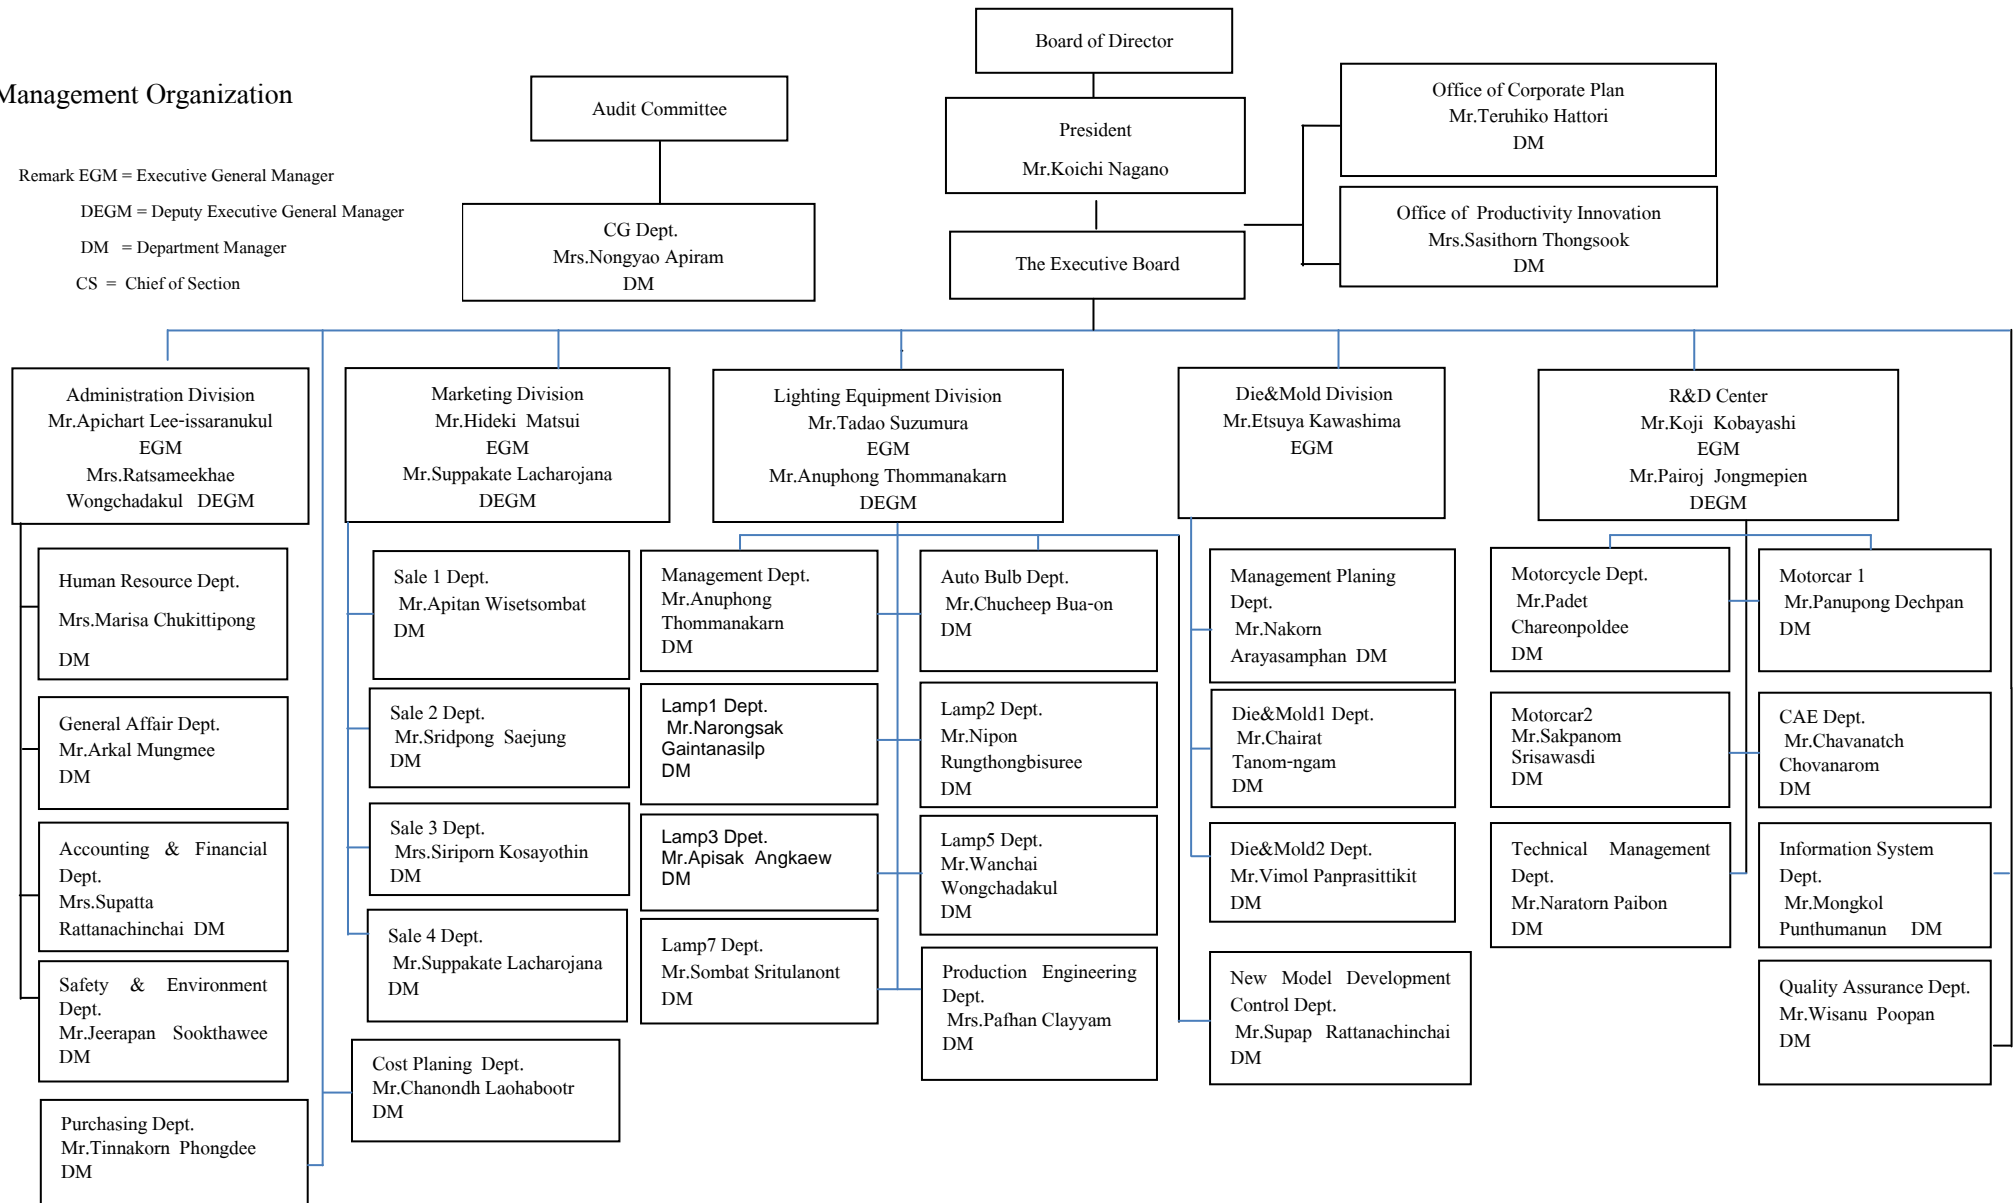 Board of Director
Management Organization
Audit Committee
President
Mr.Koichi Nagano
Office of Corporate Plan
Mr.Teruhiko Hattori
DM
Remark EGM = Executive General Manager
DEGM = Deputy Executive General Manager
DM = Department Manager
CS = Chief of Section
CG Dept.
Mrs.Nongyao Apiram
DM
The Executive Board
Office of Productivity Innovation
Mrs.Sasithorn Thongsook
DM
Administration Division
Mr.Apichart Lee-issaranukul
EGM
Mrs.Ratsameekhae
Wongchadakul DEGM
Marketing Division
Mr.Hideki Matsui
EGM
Mr.Suppakate Lacharojana
DEGM
Lighting Equipment Division
Mr.Tadao Suzumura
EGM
Mr.Anuphong Thommanakarn
DEGM
Die&Mold Division
Mr.Etsuya Kawashima
EGM
R&D Center
Mr.Koji Kobayashi
EGM
Mr.Pairoj Jongmepien
DEGM
Human Resource Dept.
Mrs.Marisa Chukittipong
DM
General Affair Dept.
Mr.Arkal Mungmee
DM
Accounting & Financial
Dept.
Mrs.Supatta
Rattanachinchai DM
Safety & Environment
Dept.
Mr.Jeerapan Sookthawee
DM
Purchasing Dept.
Mr.Tinnakorn Phongdee
DM
Sale 1 Dept.
Mr.Apitan Wisetsombat
DM
Sale 2 Dept.
Mr.Sridpong Saejung
DM
Sale 3 Dept.
Mrs.Siriporn Kosayothin
DM
Sale 4 Dept.
Mr.Suppakate Lacharojana
DM
Cost Planing Dept.
Mr.Chanondh Laohabootr
DM
Management Dept.
Mr.Anuphong
Thommanakarn
DM
Auto Bulb Dept.
Mr.Chucheep Bua-on
DM
Lamp1 Dept.
Mr.Narongsak
Gaintanasilp
DM
Lamp2 Dept.
Mr.Nipon
Rungthongbisuree
DM
Lamp3 Dpet.
Mr.Apisak Angkaew
DM
Lamp5 Dept.
Mr.Wanchai
Wongchadakul
DM
Lamp7 Dept.
Mr.Sombat Sritulanont
DM
Production Engineering
Dept.
Mrs.Pafhan Clayyam
DM
Management Planing
Dept.
Mr.Nakorn
Arayasamphan DM
Die&Mold1 Dept.
Mr.Chairat
Tanom-ngam
DM
Die&Mold2 Dept.
Mr.Vimol Panprasittikit
DM
New Model Development
Control Dept.
Mr.Supap Rattanachinchai
DM
Motorcycle Dept.
Mr.Padet
Chareonpoldee
DM
Motorcar 1
Mr.Panupong Dechpan
DM
Motorcar2
Mr.Sakpanom
Srisawasdi
DM
CAE Dept.
Mr.Chavanatch
Chovanarom
DM
Technical Management
Dept.
Mr.Naratorn Paibon
DM
Information System
Dept.
Mr.Mongkol
Punthumanun DM
Quality Assurance Dept.
Mr.Wisanu Poopan
DM